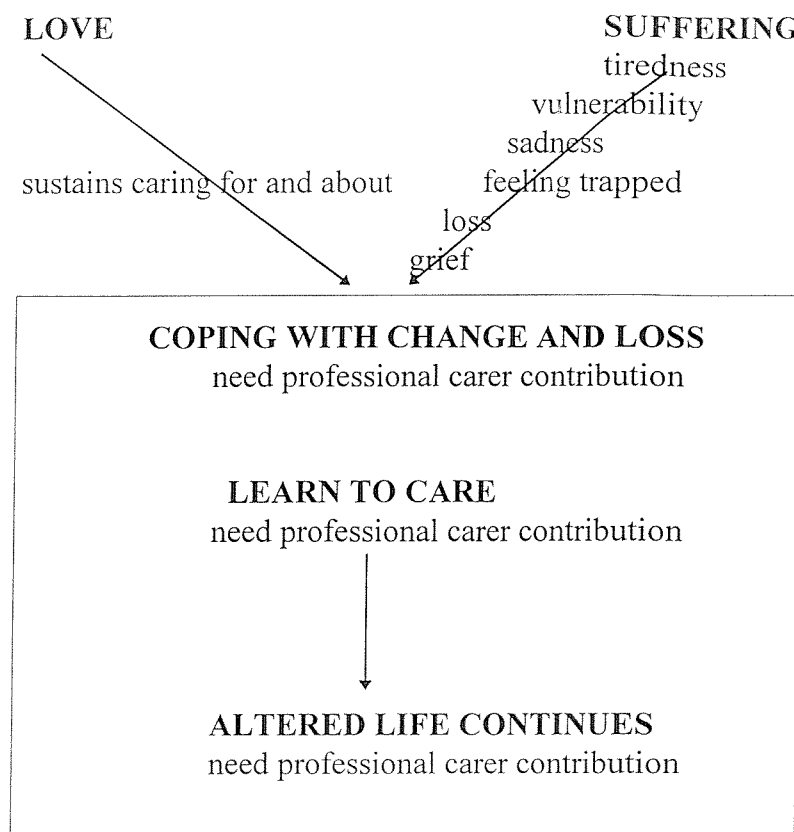 LOVE
SUFFERING
tiredness
vulnerability
sadness
sustains caring for and about
feeling trapped
loss
grief
COPING WITH CHANGE AND LOSS
need professional carer contribution
LEARN TO CARE
need professional carer contribution
ALTERED LIFE CONTINUES
need professional carer contribution